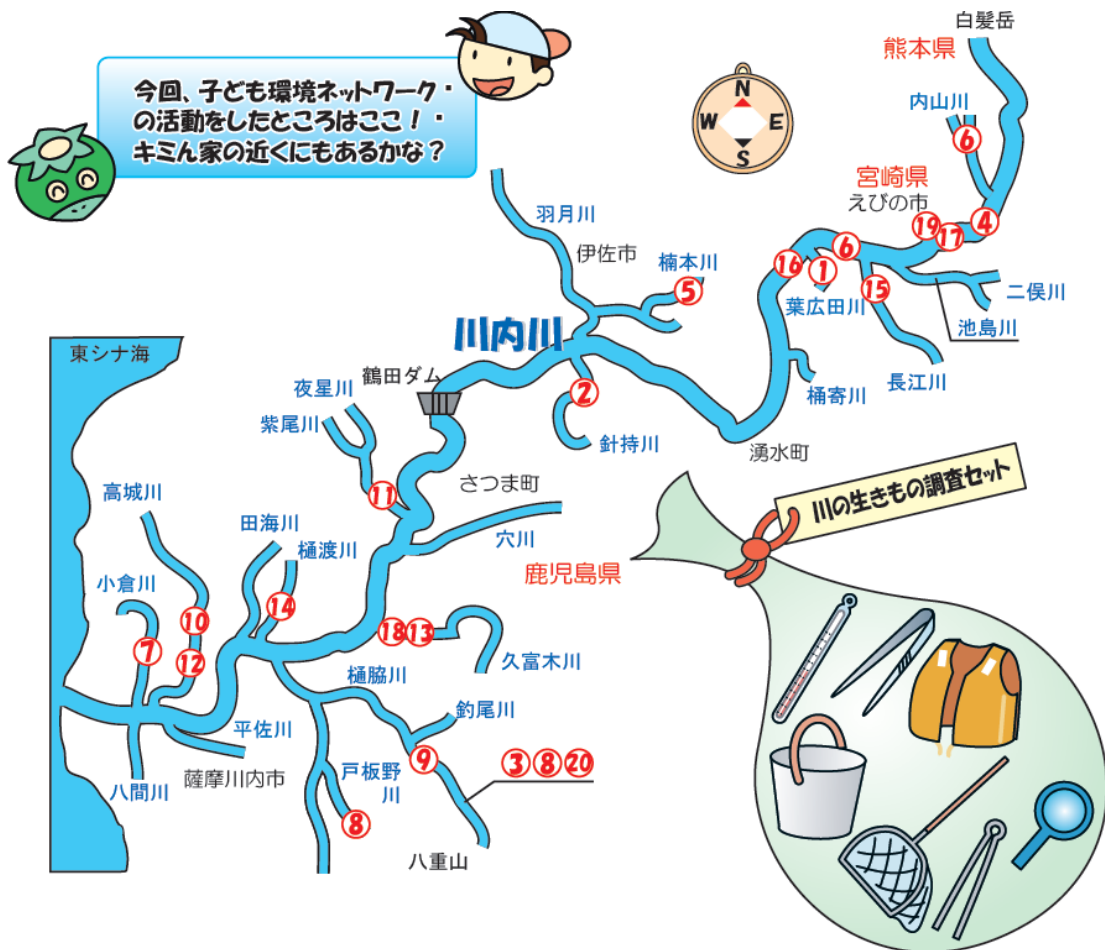 今回、子ども環境ネットワーク・
の活動をしたところはここ！・
キミん家の近くにもあるかな？
白髪岳
熊本県
内山川
N
W E
S
⑥
宮崎県
えびの市
④
⑲
⑰
⑥
⑯
①
⑮
葉広田川
二俣川
池島川
長江川
桶寄川
羽月川
伊佐市
楠本川
⑤
川内川
②
針持川
湧水町
東シナ海
鶴田ダム
夜星川
紫尾川
⑪
さつま町
穴川
鹿児島県
高城川
田海川
樋渡川
小倉川
⑩
⑭
⑦
⑫
⑱⑬
久富木川
樋脇川
釣尾川
平佐川
薩摩川内市
八間川
戸板野
川
⑨
③⑧⑳
⑧
八重山
川の生きもの調査セット